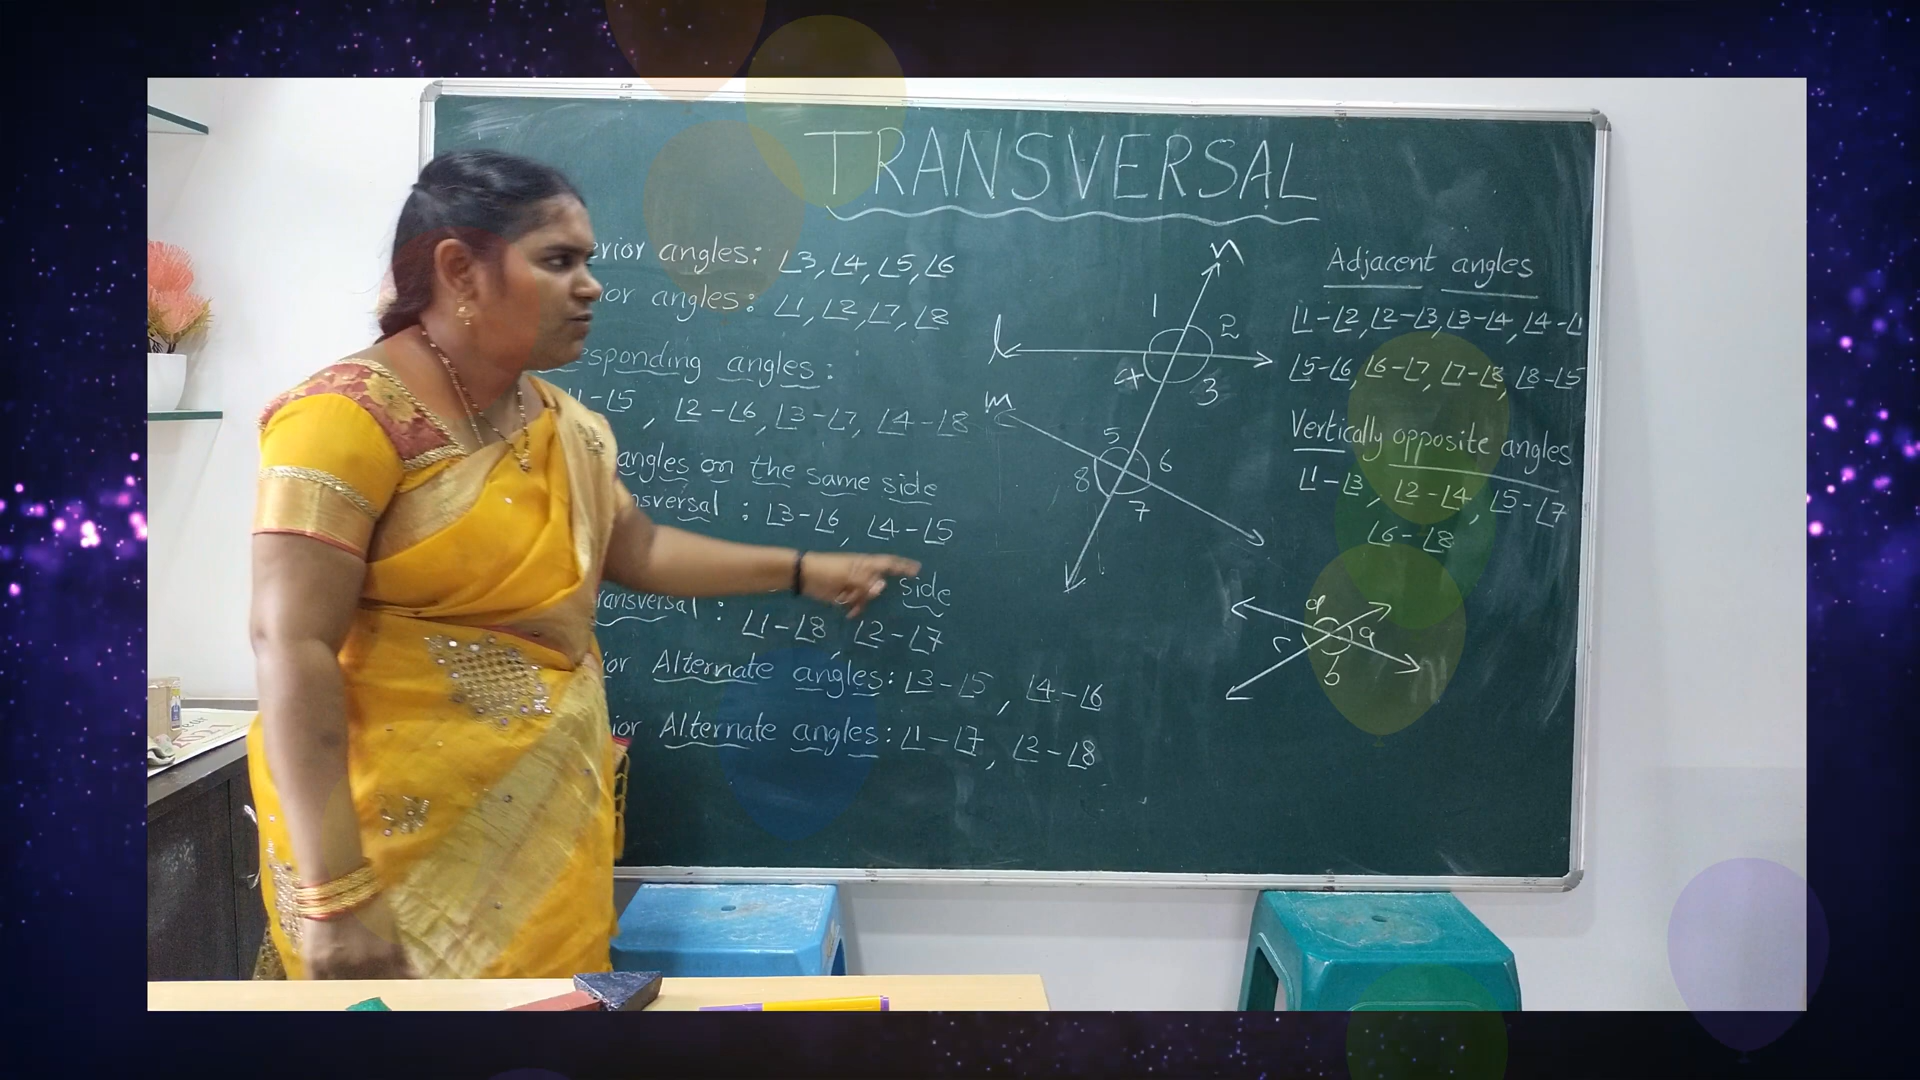 TRANSVERSAL
erior angles: ∠3, ∠4, ∠5, ∠6
ior angles: ∠1, ∠2, ∠7, ∠8
esponding angles:
∠1-∠5, ∠2-∠6, ∠3-∠7, ∠4-∠8
angles on the same side
nsversal : ∠3-∠6, ∠4-∠5
side
ransversal :
∠1-∠8, ∠2-∠7
ior Alternate angles: ∠3-∠5, ∠4-∠6
ior Alternate angles: ∠1-∠7, ∠2-∠8
n
1
2
l
4
3
m
5
6
8
7
Adjacent angles
∠1-∠2, ∠2-∠3, ∠3-∠4, ∠4-∠1
∠5-∠6, ∠6-∠7, ∠7-∠8, ∠8-∠5
Vertically opposite angles
∠1-∠3, ∠2-∠4, ∠5-∠7
∠6-∠8
d
a
c
b
2021